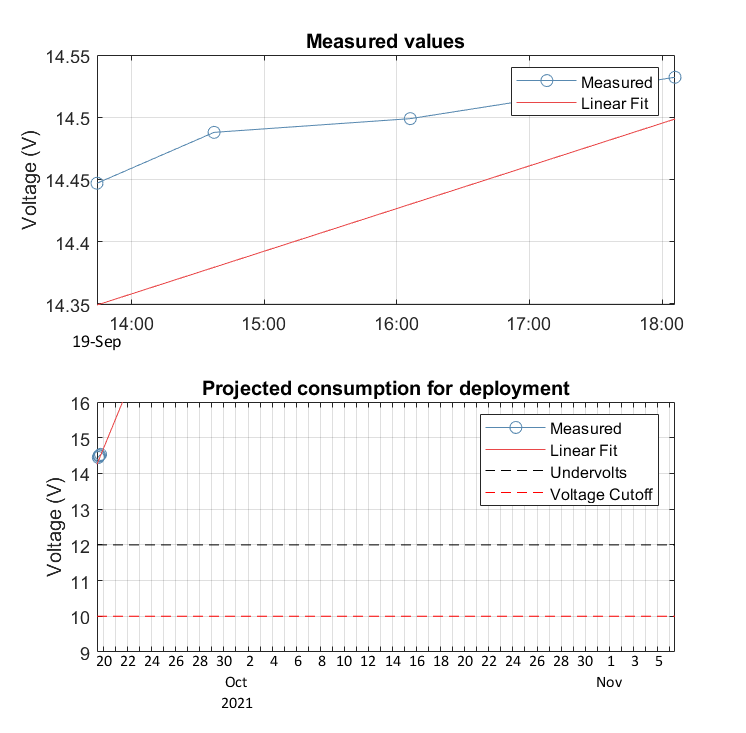 Measured values
14.55
14.5
14.45
14.4
14.35
Voltage (V)
Measured
Linear Fit
14:00 15:00 16:00 17:00 18:00
19-Sep
Projected consumption for deployment
16
15
14
13
12
11
10
9
Voltage (V)
Measured
Linear Fit
Undervolts
Voltage Cutoff
20 22 24 26 28 30 2 4 6 8 10 12 14 16 18 20 22 24 26 28 30 1 3 5
Oct Nov
2021